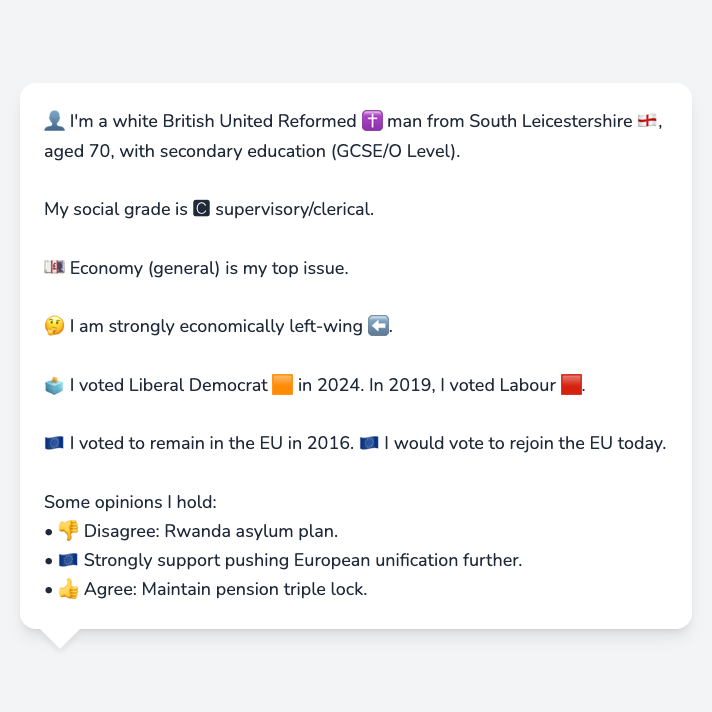 👤 I'm a white British United Reformed ✝️ man from South Leicestershire 🏴󠁧󠁢󠁥󠁮󠁧󠁿,
aged 70, with secondary education (GCSE/O Level).
My social grade is 🅲 supervisory/clerical.
💷 Economy (general) is my top issue.
🤔 I am strongly economically left-wing ⬅️.
🗳️ I voted Liberal Democrat 🟧 in 2024. In 2019, I voted Labour 🟥.
🇪🇺 I voted to remain in the EU in 2016. 🇪🇺 I would vote to rejoin the EU today.
Some opinions I hold:
• 👎 Disagree: Rwanda asylum plan.
• 🇪🇺 Strongly support pushing European unification further.
• 👍 Agree: Maintain pension triple lock.